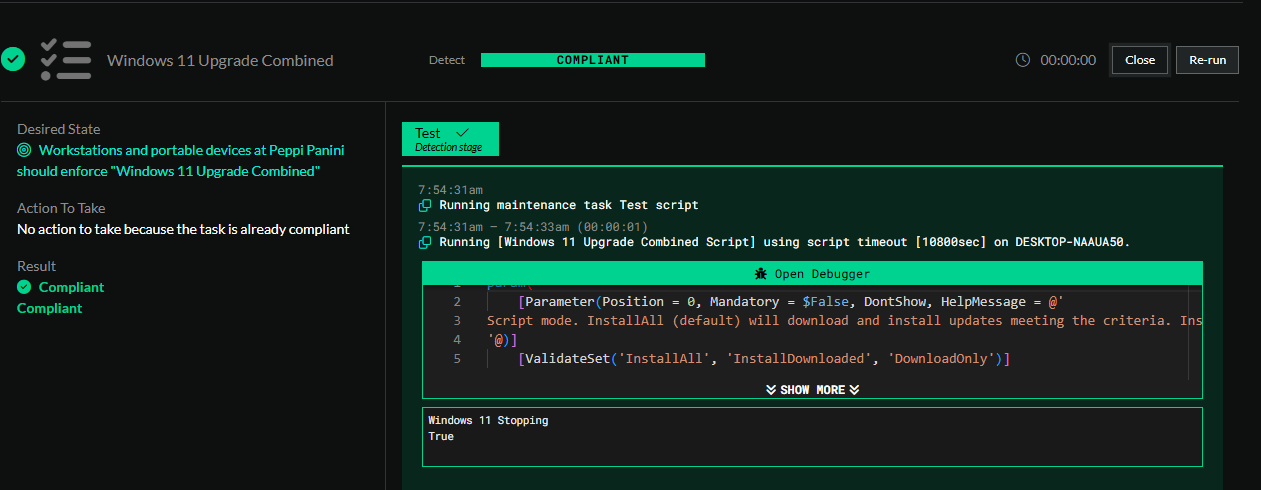 Windows 11 Upgrade Combined
Detect
COMPLIANT
00:00:00
Close
Re-run
Desired State
Workstations and portable devices at Peppi Panini
should enforce "Windows 11 Upgrade Combined"
Action To Take
No action to take because the task is already compliant
Result
Compliant
Compliant
Test
Detection stage
7:54:31am
Running maintenance task Test script
7:54:31am – 7:54:33am (00:00:01)
Running [Windows 11 Upgrade Combined Script] using script timeout [10800sec] on DESKTOP-NAAUA50.
Open Debugger
1 param(
2 [Parameter(Position = 0, Mandatory = $False, DontShow, HelpMessage = @'
3 Script mode. InstallAll (default) will download and install updates meeting the criteria. Ins
4 '@)]
5 [ValidateSet('InstallAll', 'InstallDownloaded', 'DownloadOnly')]
SHOW MORE
Windows 11 Stopping
True